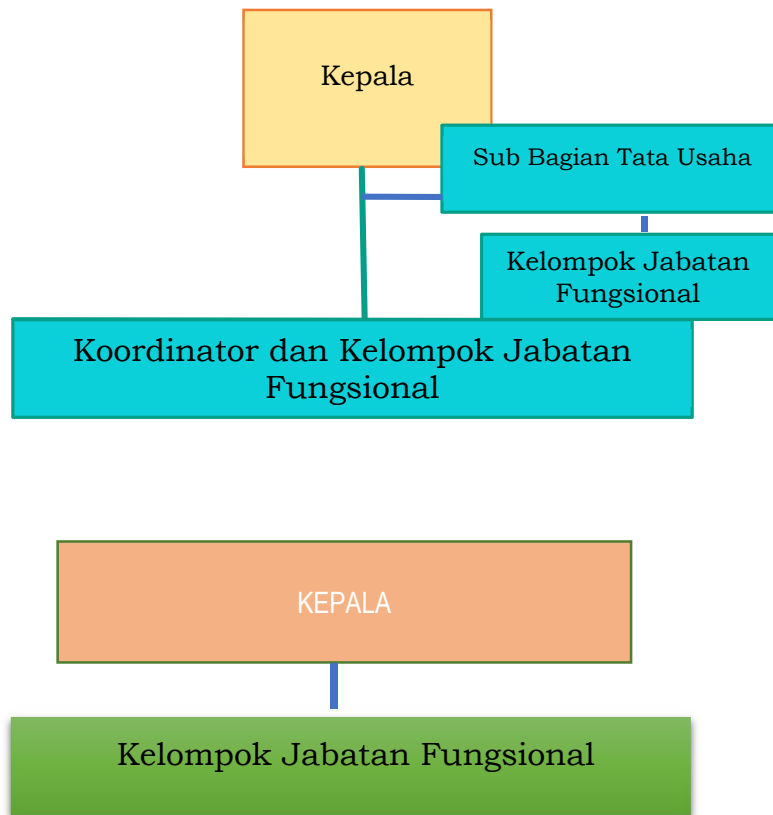 Kepala
Sub Bagian Tata Usaha
Kelompok Jabatan
Fungsional
Koordinator dan Kelompok Jabatan
Fungsional
KEPALA
Kelompok Jabatan Fungsional